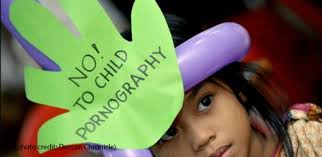 NO!
TO CHILD
PORNOGRAPHY
photo credit: Deccan Chronicle)